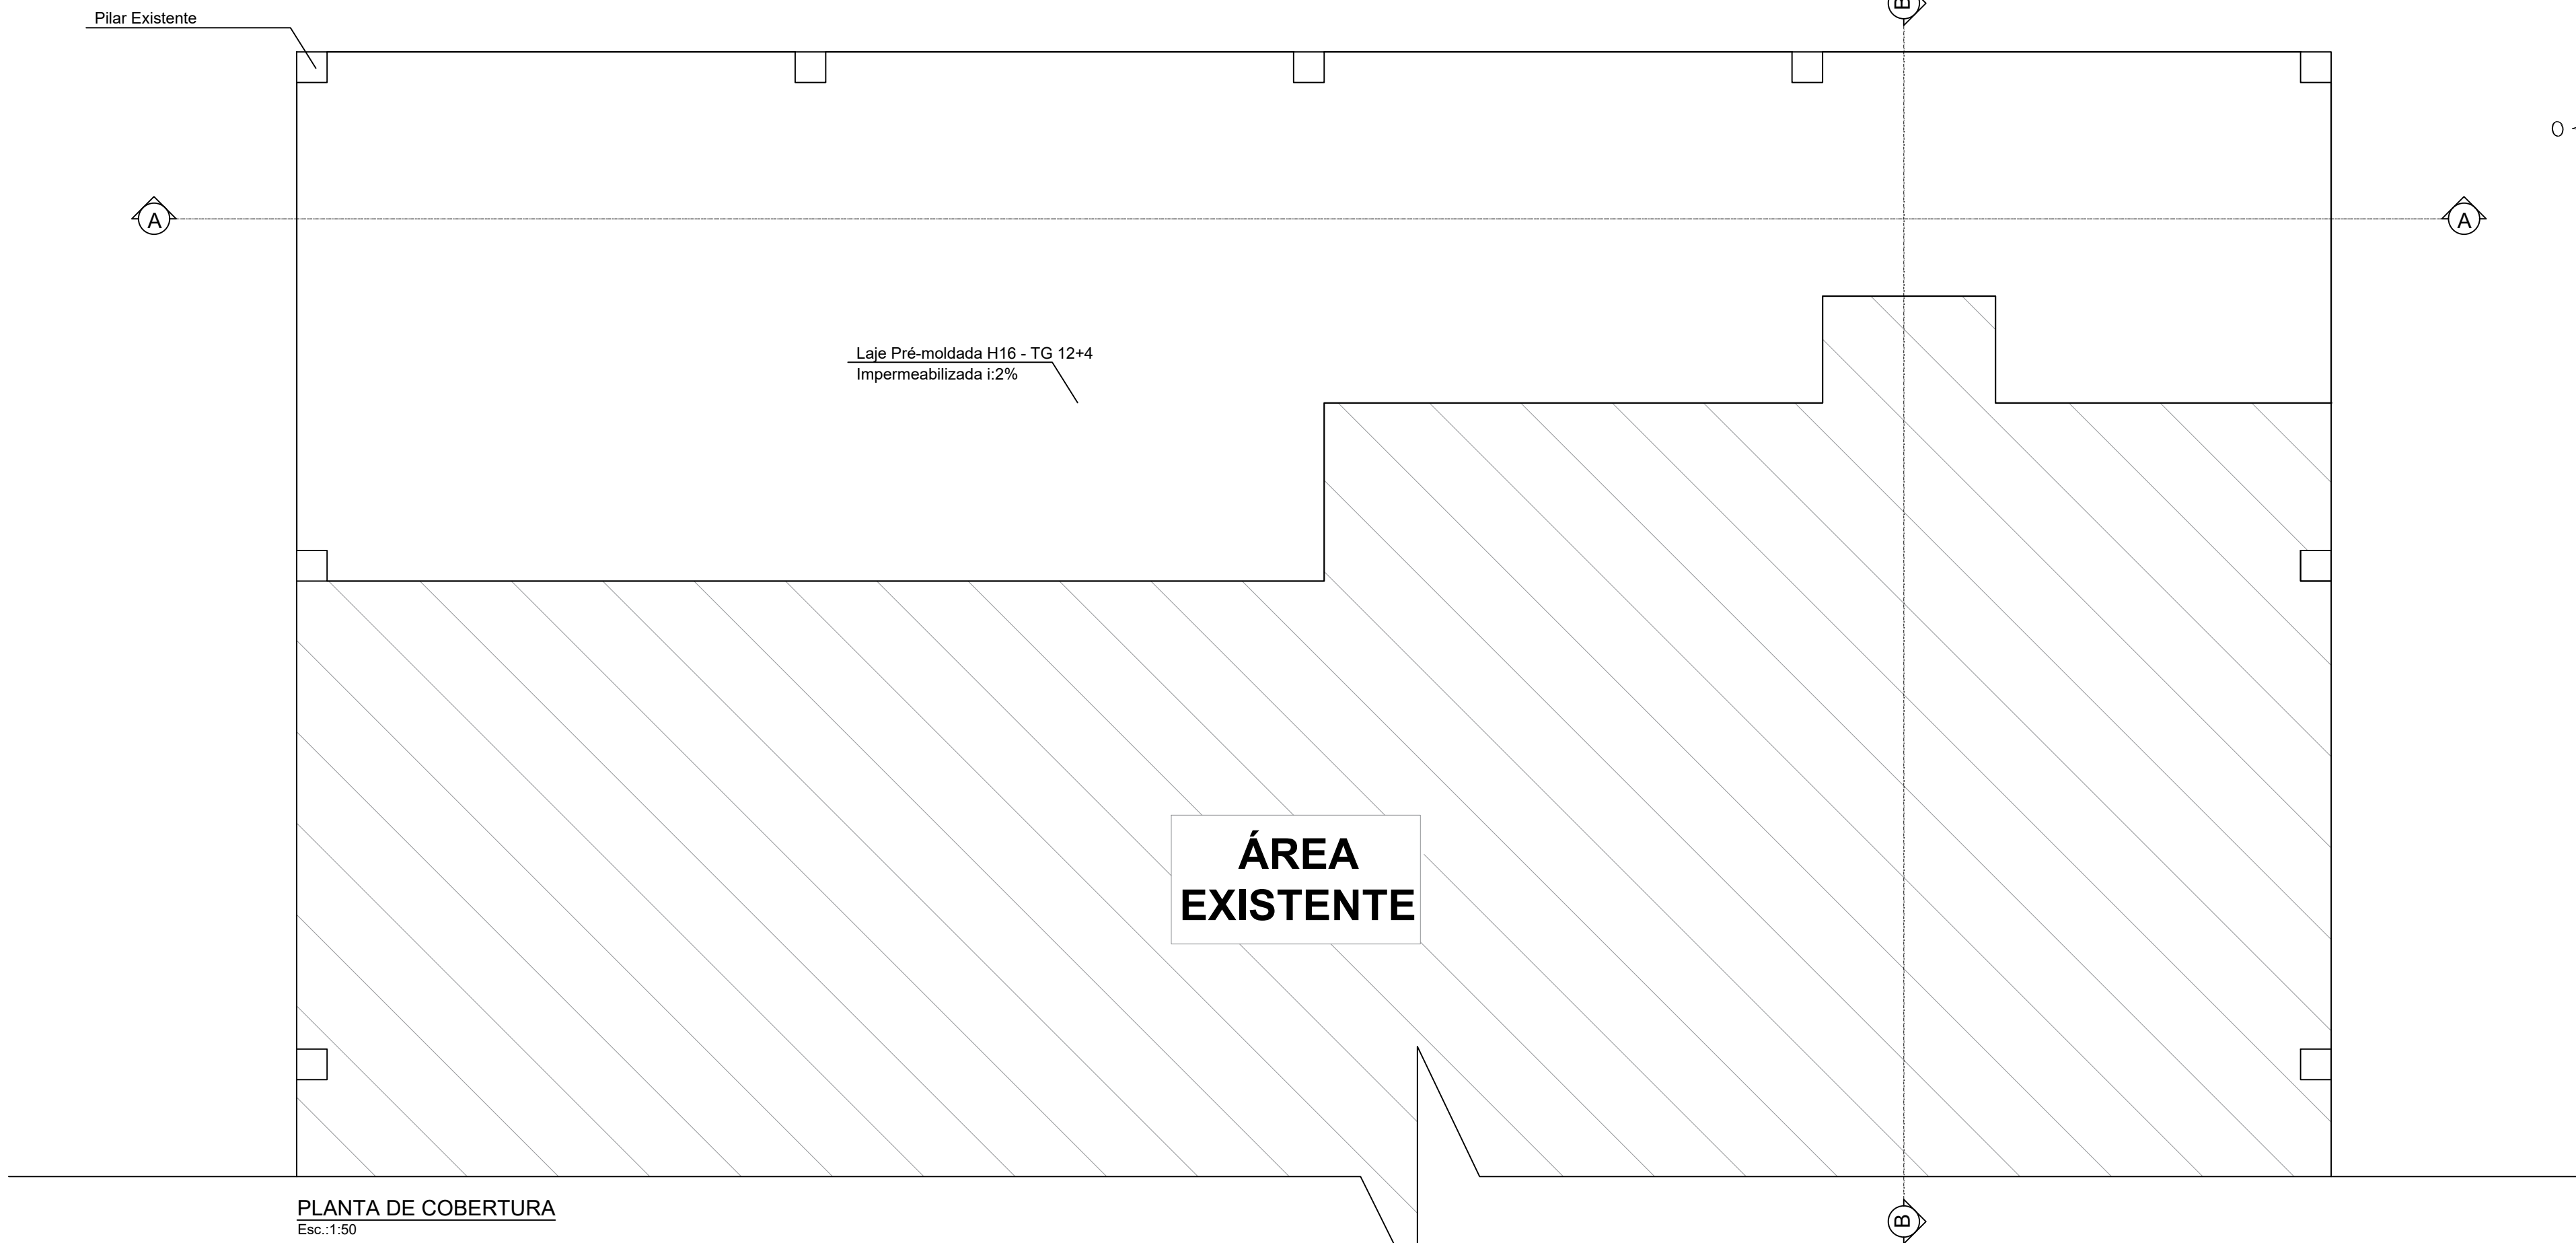 Pilar Existente
B
A
A
Laje Pré-moldada H16 - TG 12+4
Impermeabilizada i:2%
ÁREA
EXISTENTE
PLANTA DE COBERTURA
Esc.:1:50
B